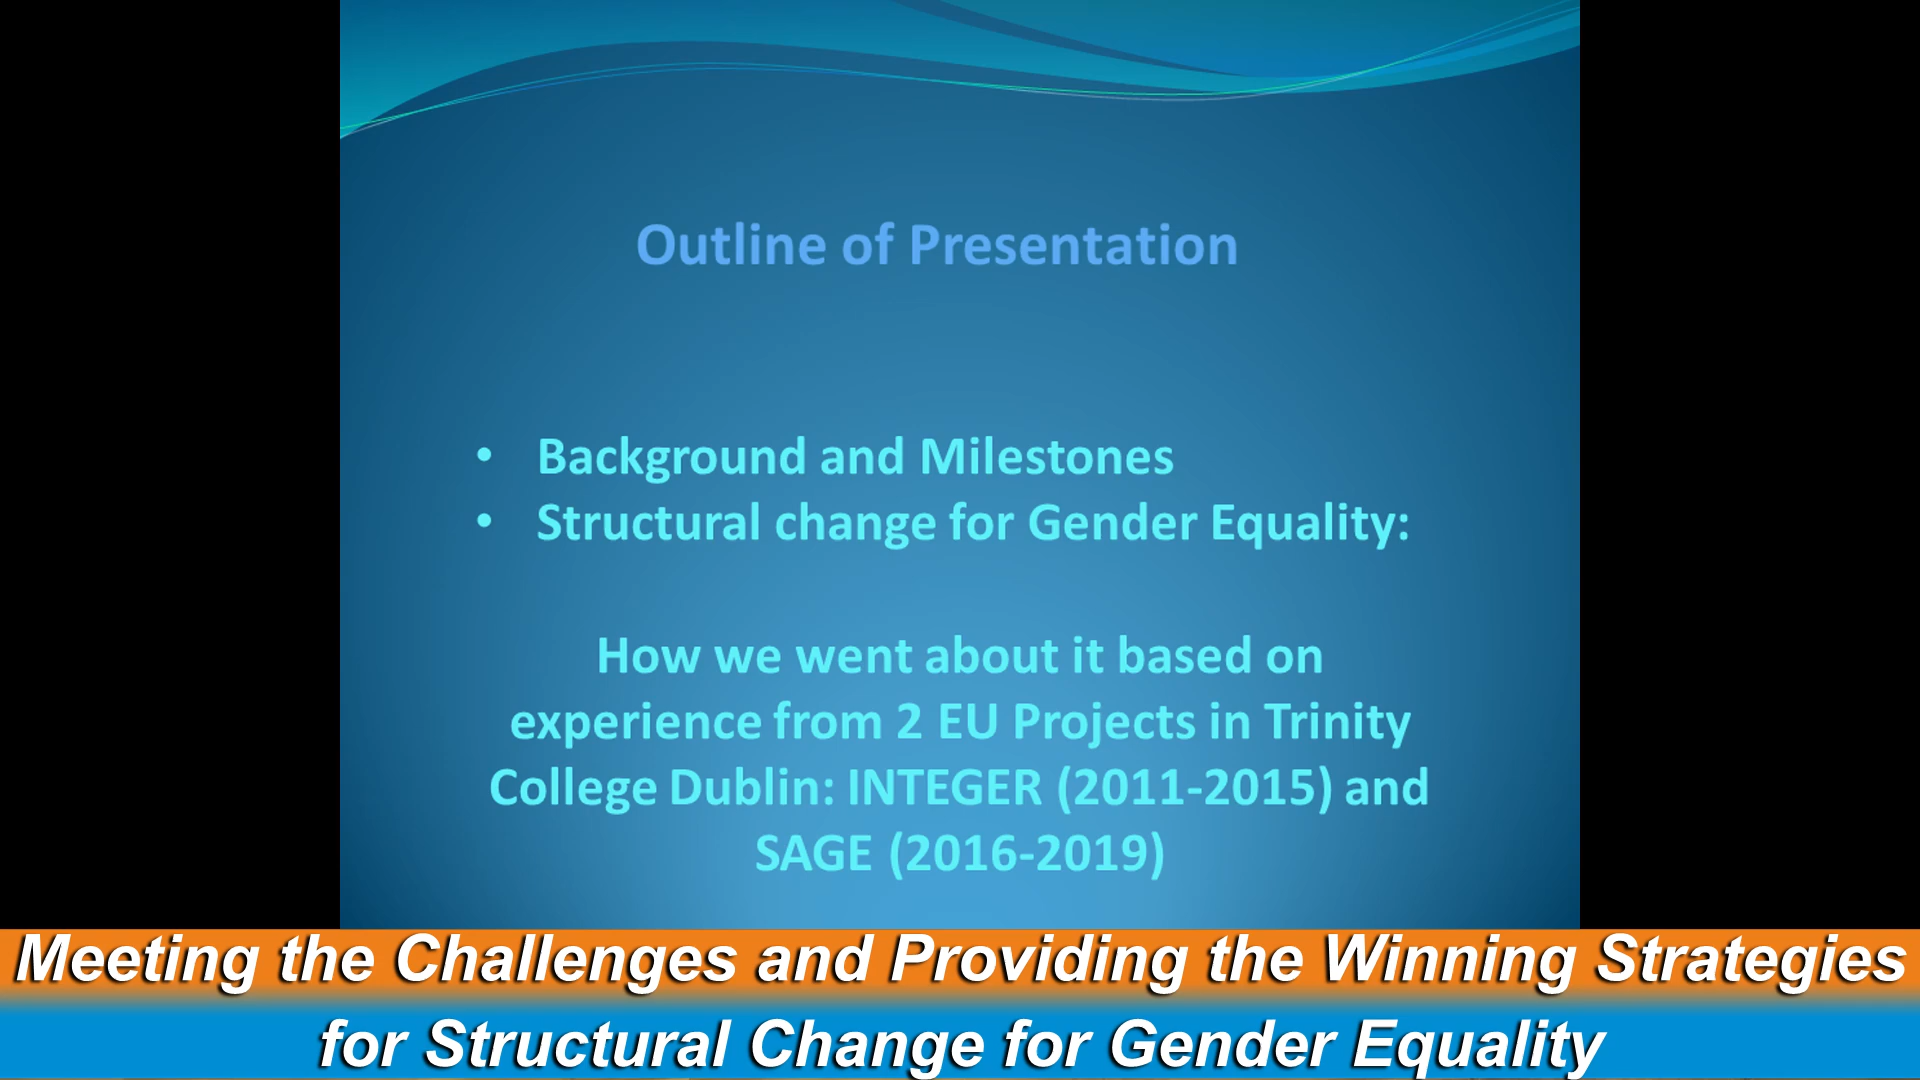 Outline of Presentation
• Background and Milestones
• Structural change for Gender Equality:
How we went about it based on
experience from 2 EU Projects in Trinity
College Dublin: INTEGER (2011-2015) and
SAGE (2016-2019)
Meeting the Challenges and Providing the Winning Strategies
for Structural Change for Gender Equality